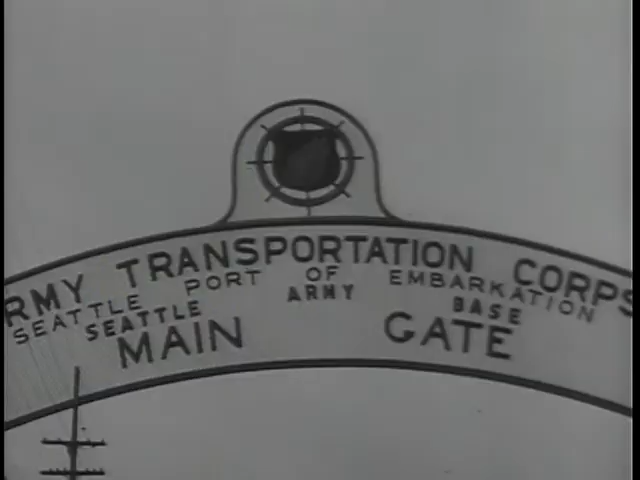 RMY TRANSPORTATION CORPS
SEATTLE PORT OF EMBARKATION
SEATTLE ARMY BASE
MAIN GATE